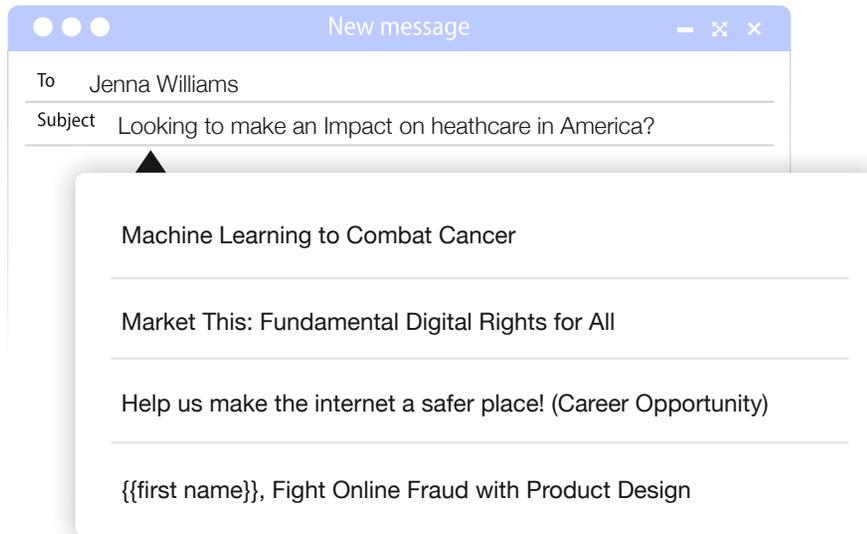 New message
To Jenna Williams
Subject Looking to make an Impact on heathcare in America?
Machine Learning to Combat Cancer
Market This: Fundamental Digital Rights for All
Help us make the internet a safer place! (Career Opportunity)
{{first name}}, Fight Online Fraud with Product Design